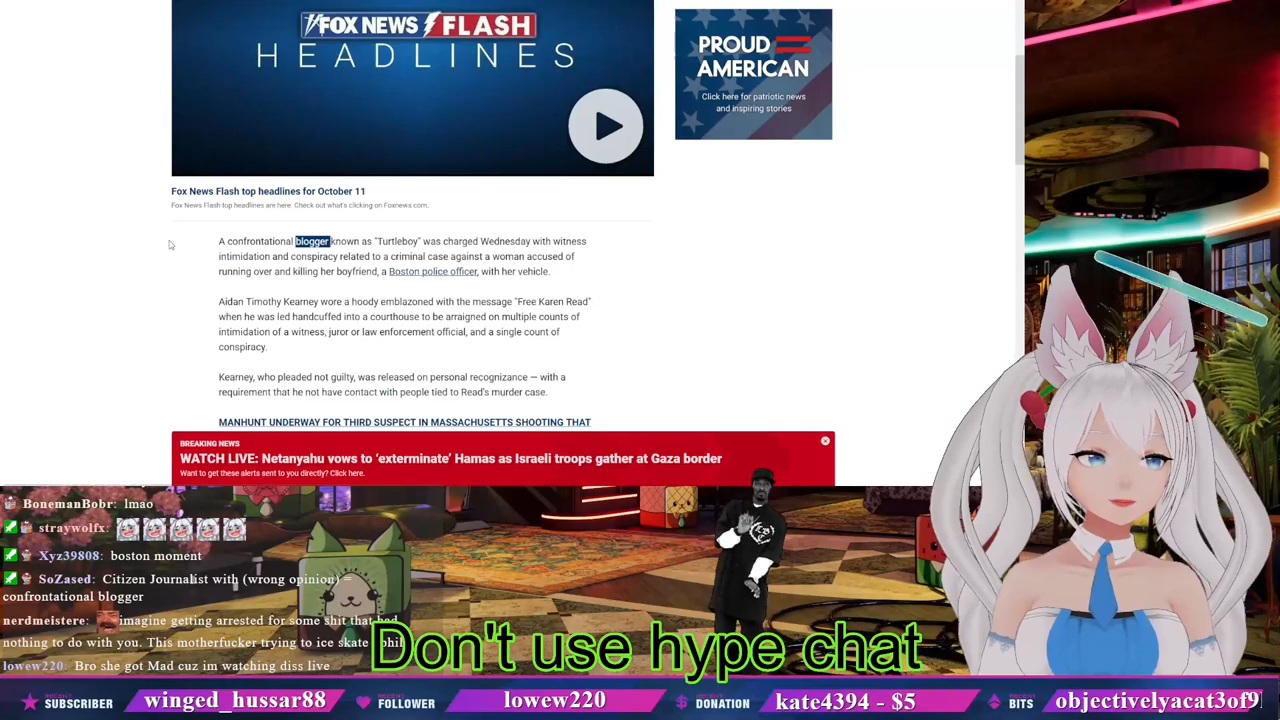 FOX NEWS FLASH
HEADLINES
PROUD
AMERICAN
Click here for patriotic news
and inspiring stories
Fox News Flash top headlines for October 11
Fox News Flash top headlines are here. Check out what's clicking on Foxnews.com.
A confrontational blogger known as "Turtleboy" was charged Wednesday with witness
intimidation and conspiracy related to a criminal case against a woman accused of
running over and killing her boyfriend, a Boston police officer, with her vehicle.
Aidan Timothy Kearney wore a hoody emblazoned with the message "Free Karen Read"
when he was led handcuffed into a courthouse to be arraigned on multiple counts of
intimidation of a witness, juror or law enforcement official, and a single count of
conspiracy.
Kearney, who pleaded not guilty, was released on personal recognizance — with a
requirement that he not have contact with people tied to Read's murder case.
MANHUNT UNDERWAY FOR THIRD SUSPECT IN MASSACHUSETTS SHOOTING THAT
BREAKING NEWS
WATCH LIVE: Netanyahu vows to 'exterminate' Hamas as Israeli troops gather at Gaza border
Want to get these alerts sent to you directly? Click here.
BonemanBobr: lmao
straywolfx:
Xyz39808: boston moment
SoZased: Citizen Journalist with (wrong opinion) =
confrontational blogger
nerdmeistere: imagine getting arrested for some shit that had
nothing to do with you. This motherfucker trying to ice skate
lowew220: Bro she got Mad cuz im watching diss live
Don't use hype chat
RECENT SUBSCRIBER winged_hussar88 RECENT FOLLOWER lowew220 RECENT DONATION kate4394 - $5 RECENT BITS objectivelyacat3of9